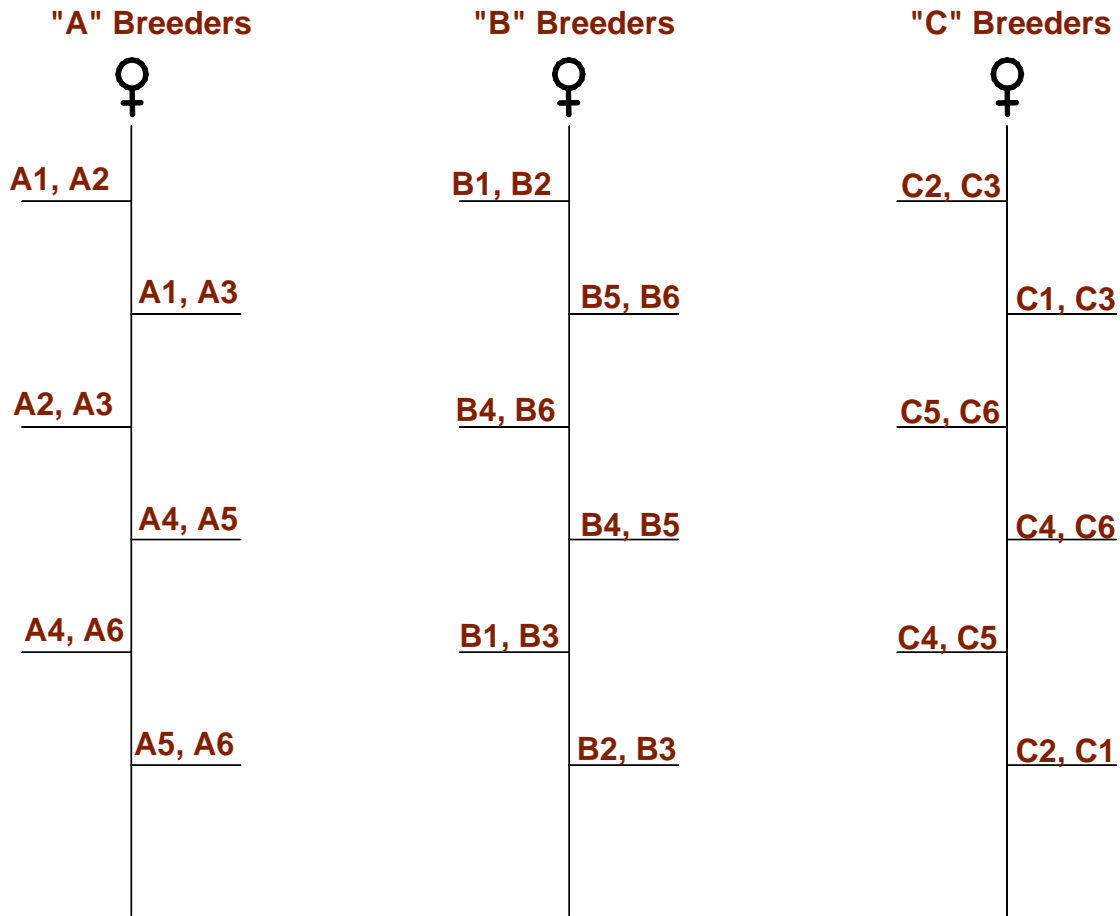 "A" Breeders
A1, A2
A1, A3
A2, A3
A4, A5
A4, A6
A5, A6
"B" Breeders
B1, B2
B5, B6
B4, B6
B4, B5
B1, B3
B2, B3
"C" Breeders
C2, C3
C1, C3
C5, C6
C4, C6
C4, C5
C2, C1